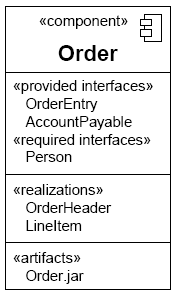 «component»
Order
«provided interfaces»
OrderEntry
AccountPayable
«required interfaces»
Person
«realizations»
OrderHeader
LineItem
«artifacts»
Order.jar